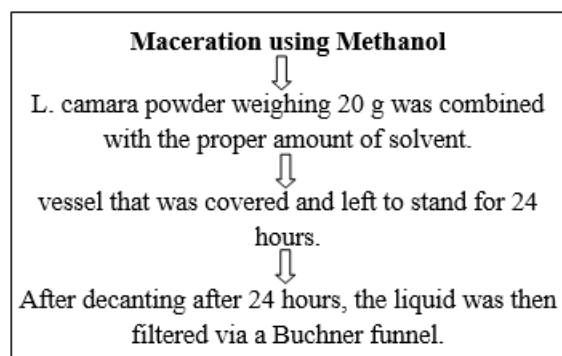 Maceration using Methanol
L. camara powder weighing 20 g was combined
with the proper amount of solvent.
vessel that was covered and left to stand for 24
hours.
After decanting after 24 hours, the liquid was then
filtered via a Buchner funnel.